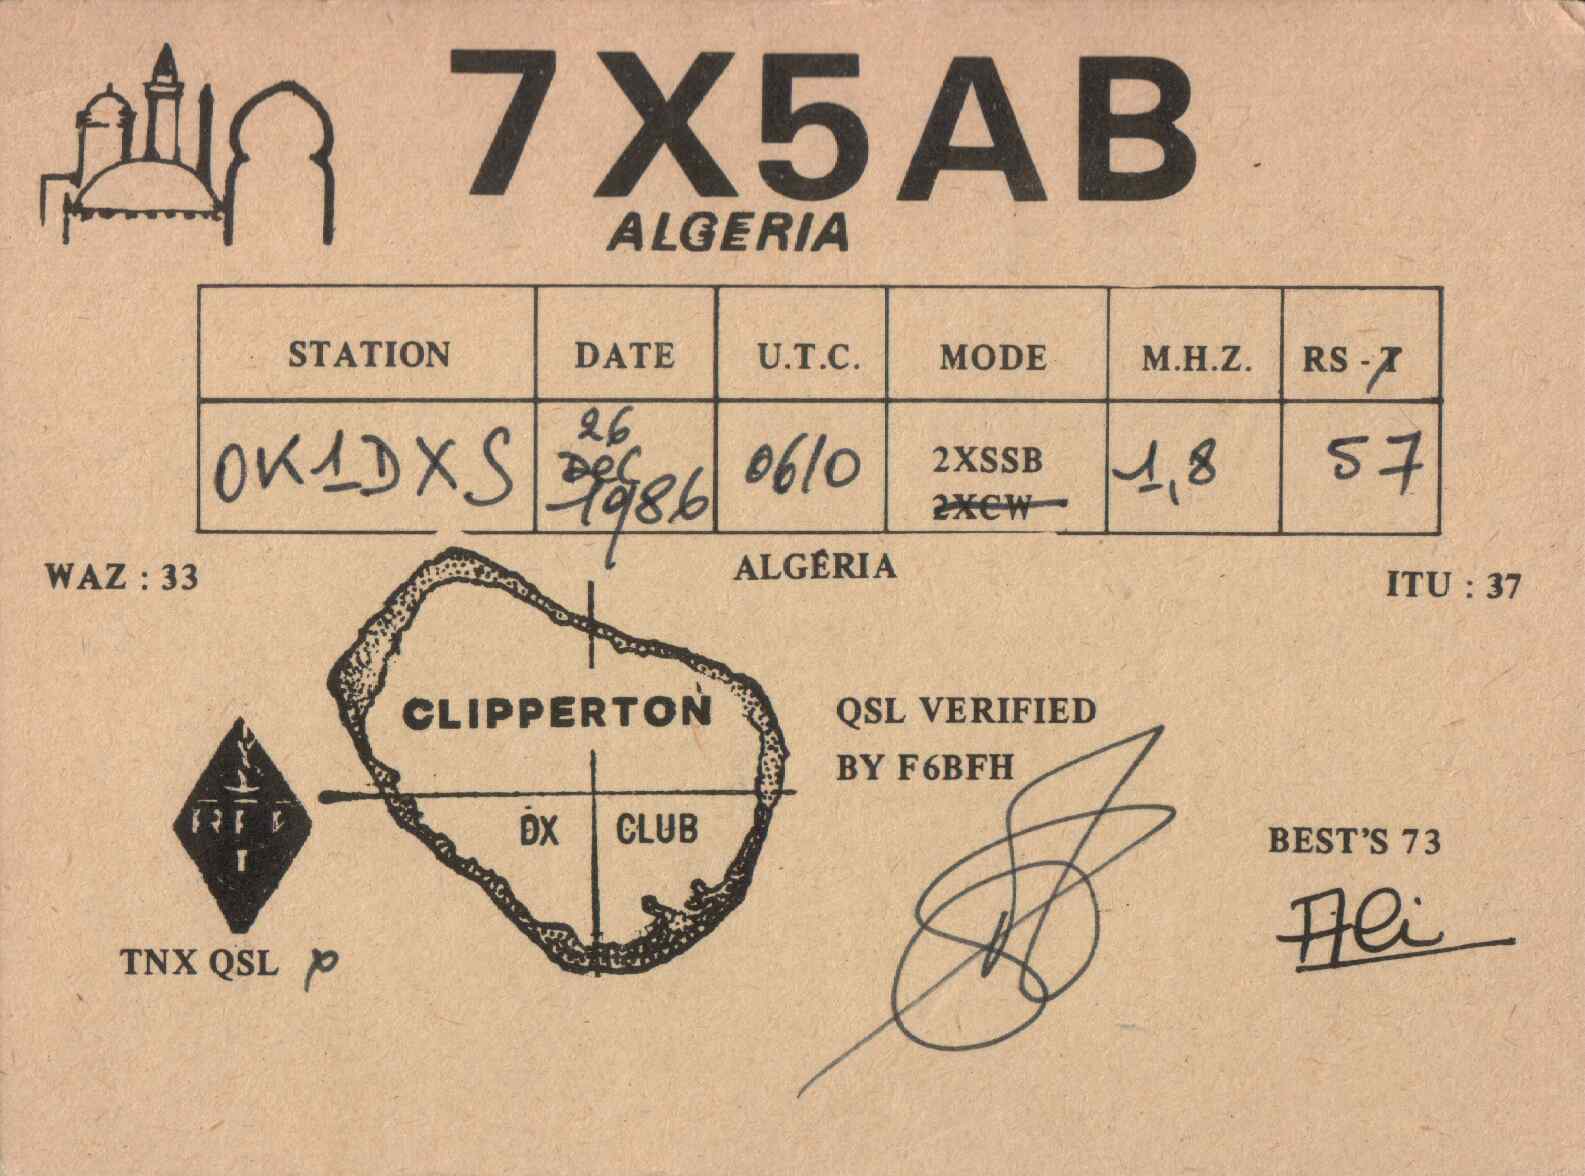 7X5AB
ALGERIA
STATION DATE U.T.C. MODE M.H.Z. RS - T
OK1DXS 26 Dec 1986 0610 2XSSB 2XCW 1,8 57
WAZ : 33 ALGÉRIA ITU : 37
CLIPPERTON
DX CLUB
QSL VERIFIED
BY F6BFH
BEST'S 73
Ali
TNX QSL